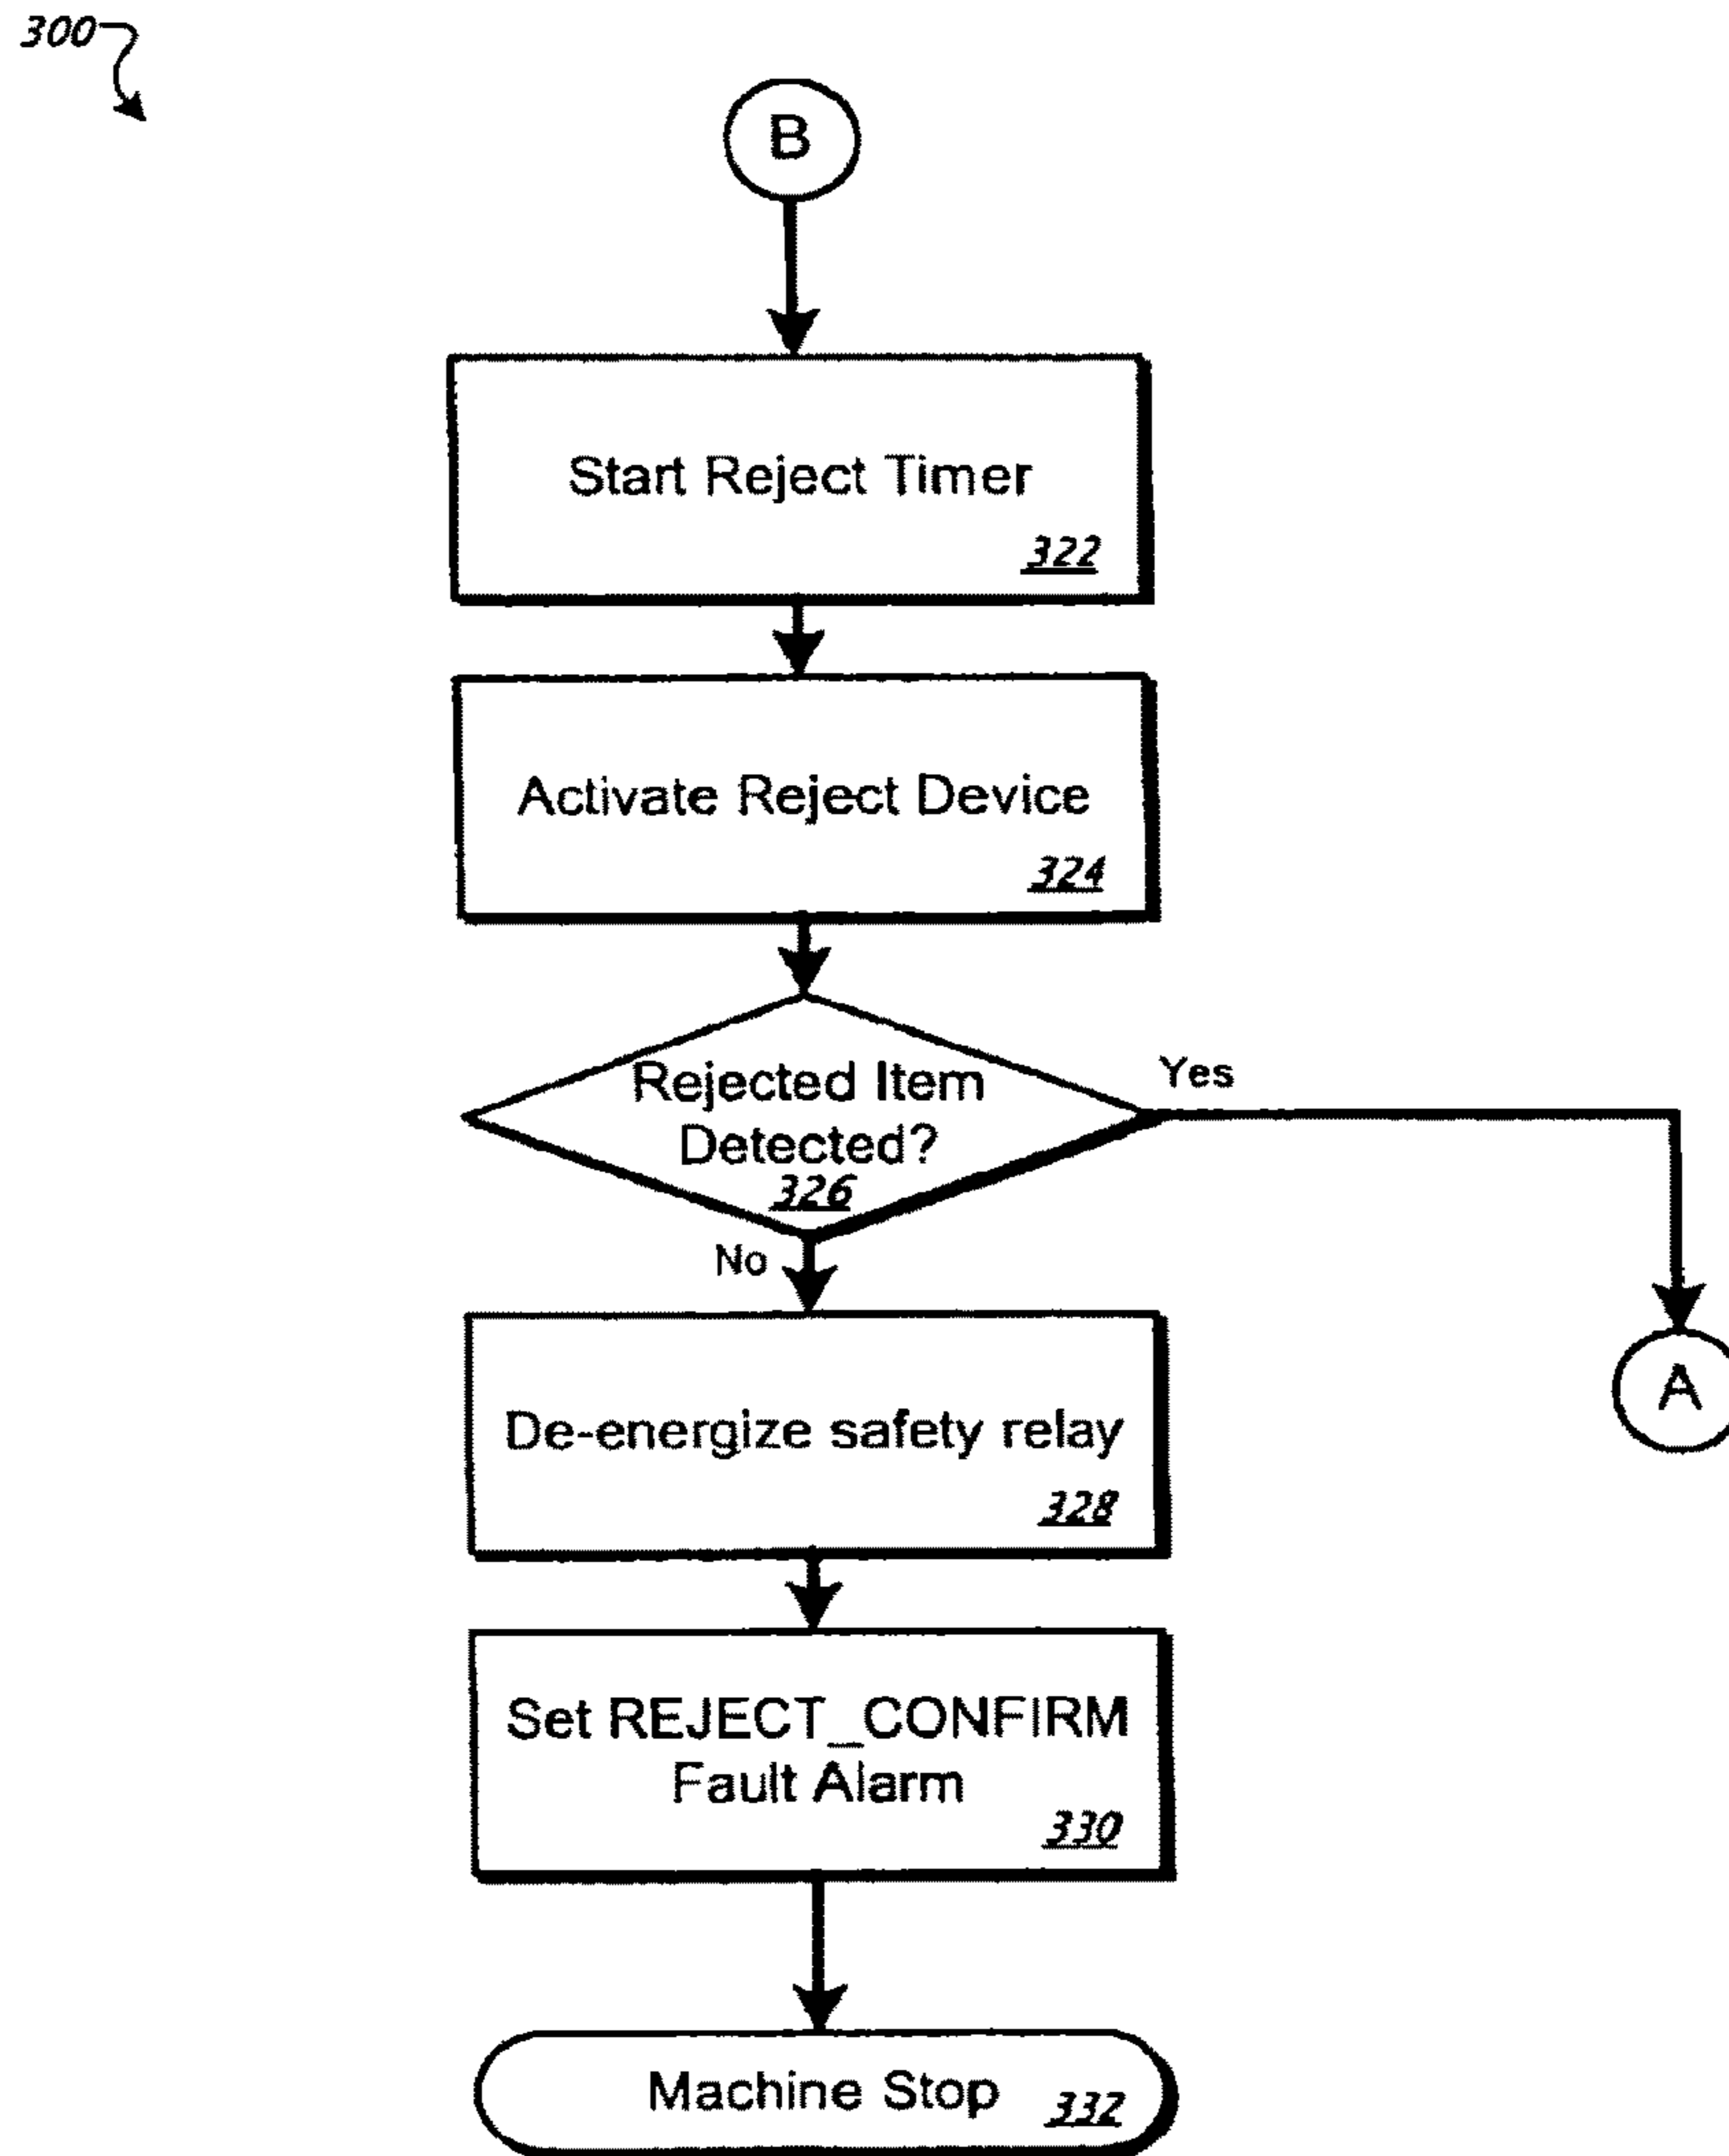 300
B
Start Reject Timer
322
Activate Reject Device
324
Rejected Item
Detected?
326
Yes
No
De-energize safety relay
328
A
Set REJECT_CONFIRM
Fault Alarm
330
Machine Stop 332